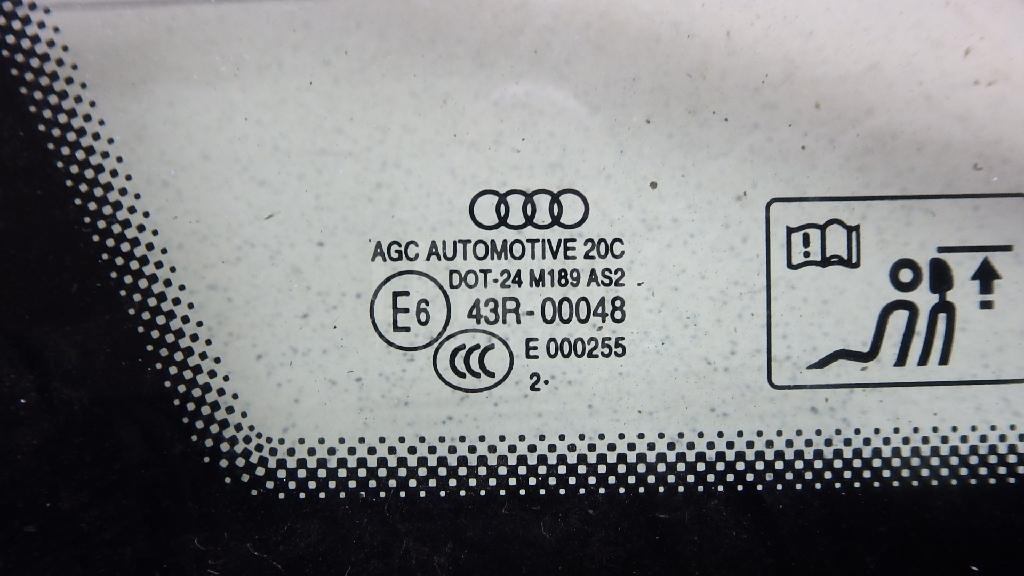 AGC AUTOMOTIVE 20C
DOT-24 M189 AS2
E6 43R-00048
CCC E 000255
2·
!